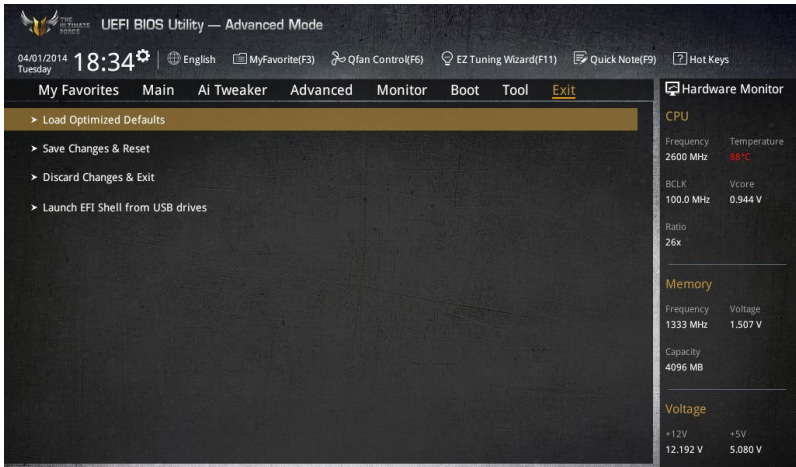 THE ULTIMATE FORCE
UEFI BIOS Utility — Advanced Mode
04/01/2014
Tuesday
18:34
English
MyFavorite(F3)
Qfan Control(F6)
EZ Tuning Wizard(F11)
Quick Note(F9)
? Hot Keys
My Favorites Main Ai Tweaker Advanced Monitor Boot Tool Exit
Hardware Monitor
Load Optimized Defaults
Save Changes & Reset
Discard Changes & Exit
Launch EFI Shell from USB drives
CPU
Frequency Temperature
2600 MHz 88°C
BCLK Vcore
100.0 MHz 0.944 V
Ratio
26x
Memory
Frequency Voltage
1333 MHz 1.507 V
Capacity
4096 MB
Voltage
+12V +5V
12.192 V 5.080 V